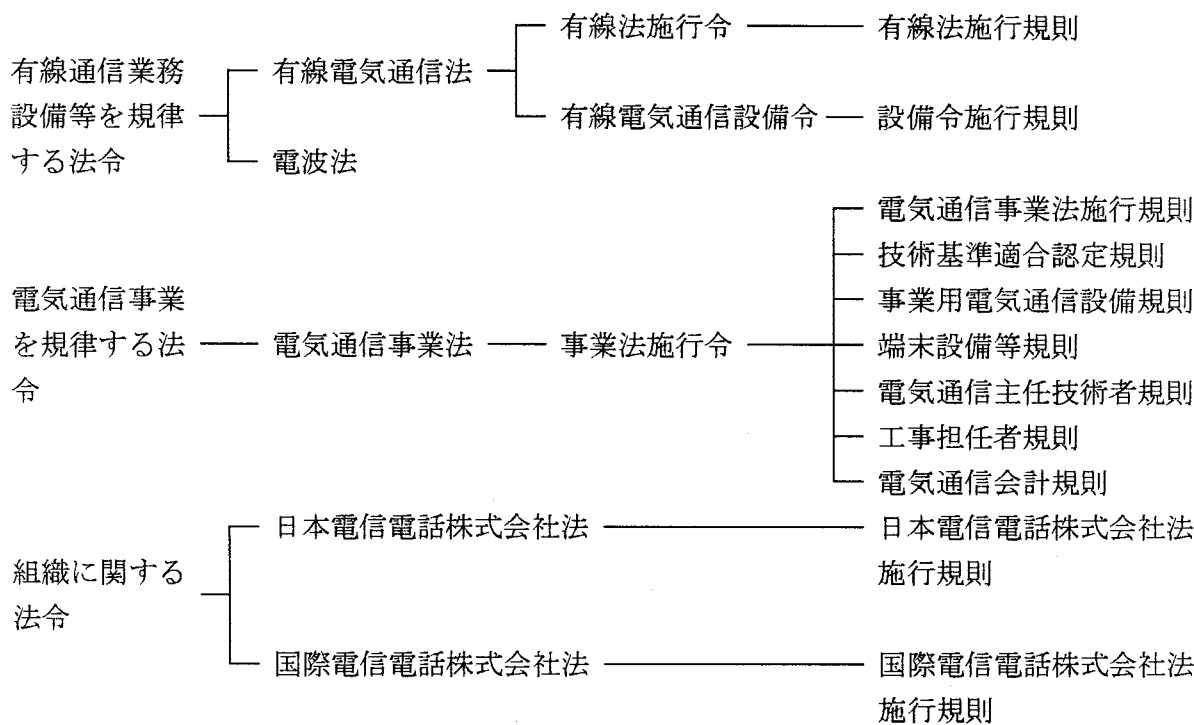 有線通信業務
設備等を規律
する法令
有線電気通信法
電波法
有線法施行令
有線法施行規則
有線電気通信設備令
設備令施行規則
電気通信事業
を規律する法
令
電気通信事業法
事業法施行令
電気通信事業法施行規則
技術基準適合認定規則
事業用電気通信設備規則
端末設備等規則
電気通信主任技術者規則
工事担任者規則
電気通信会計規則
組織に関する
法令
日本電信電話株式会社法
日本電信電話株式会社法
施行規則
国際電信電話株式会社法
国際電信電話株式会社法
施行規則